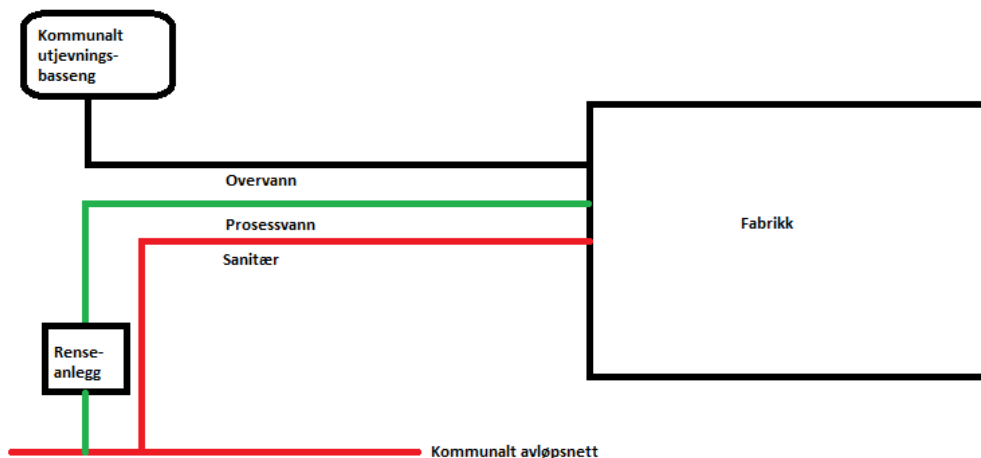 Kommunalt
utjevnings-
basseng
Overvann
Prosessvann
Sanitær
Fabrikk
Rense-
anlegg
Kommunalt avløpsnett